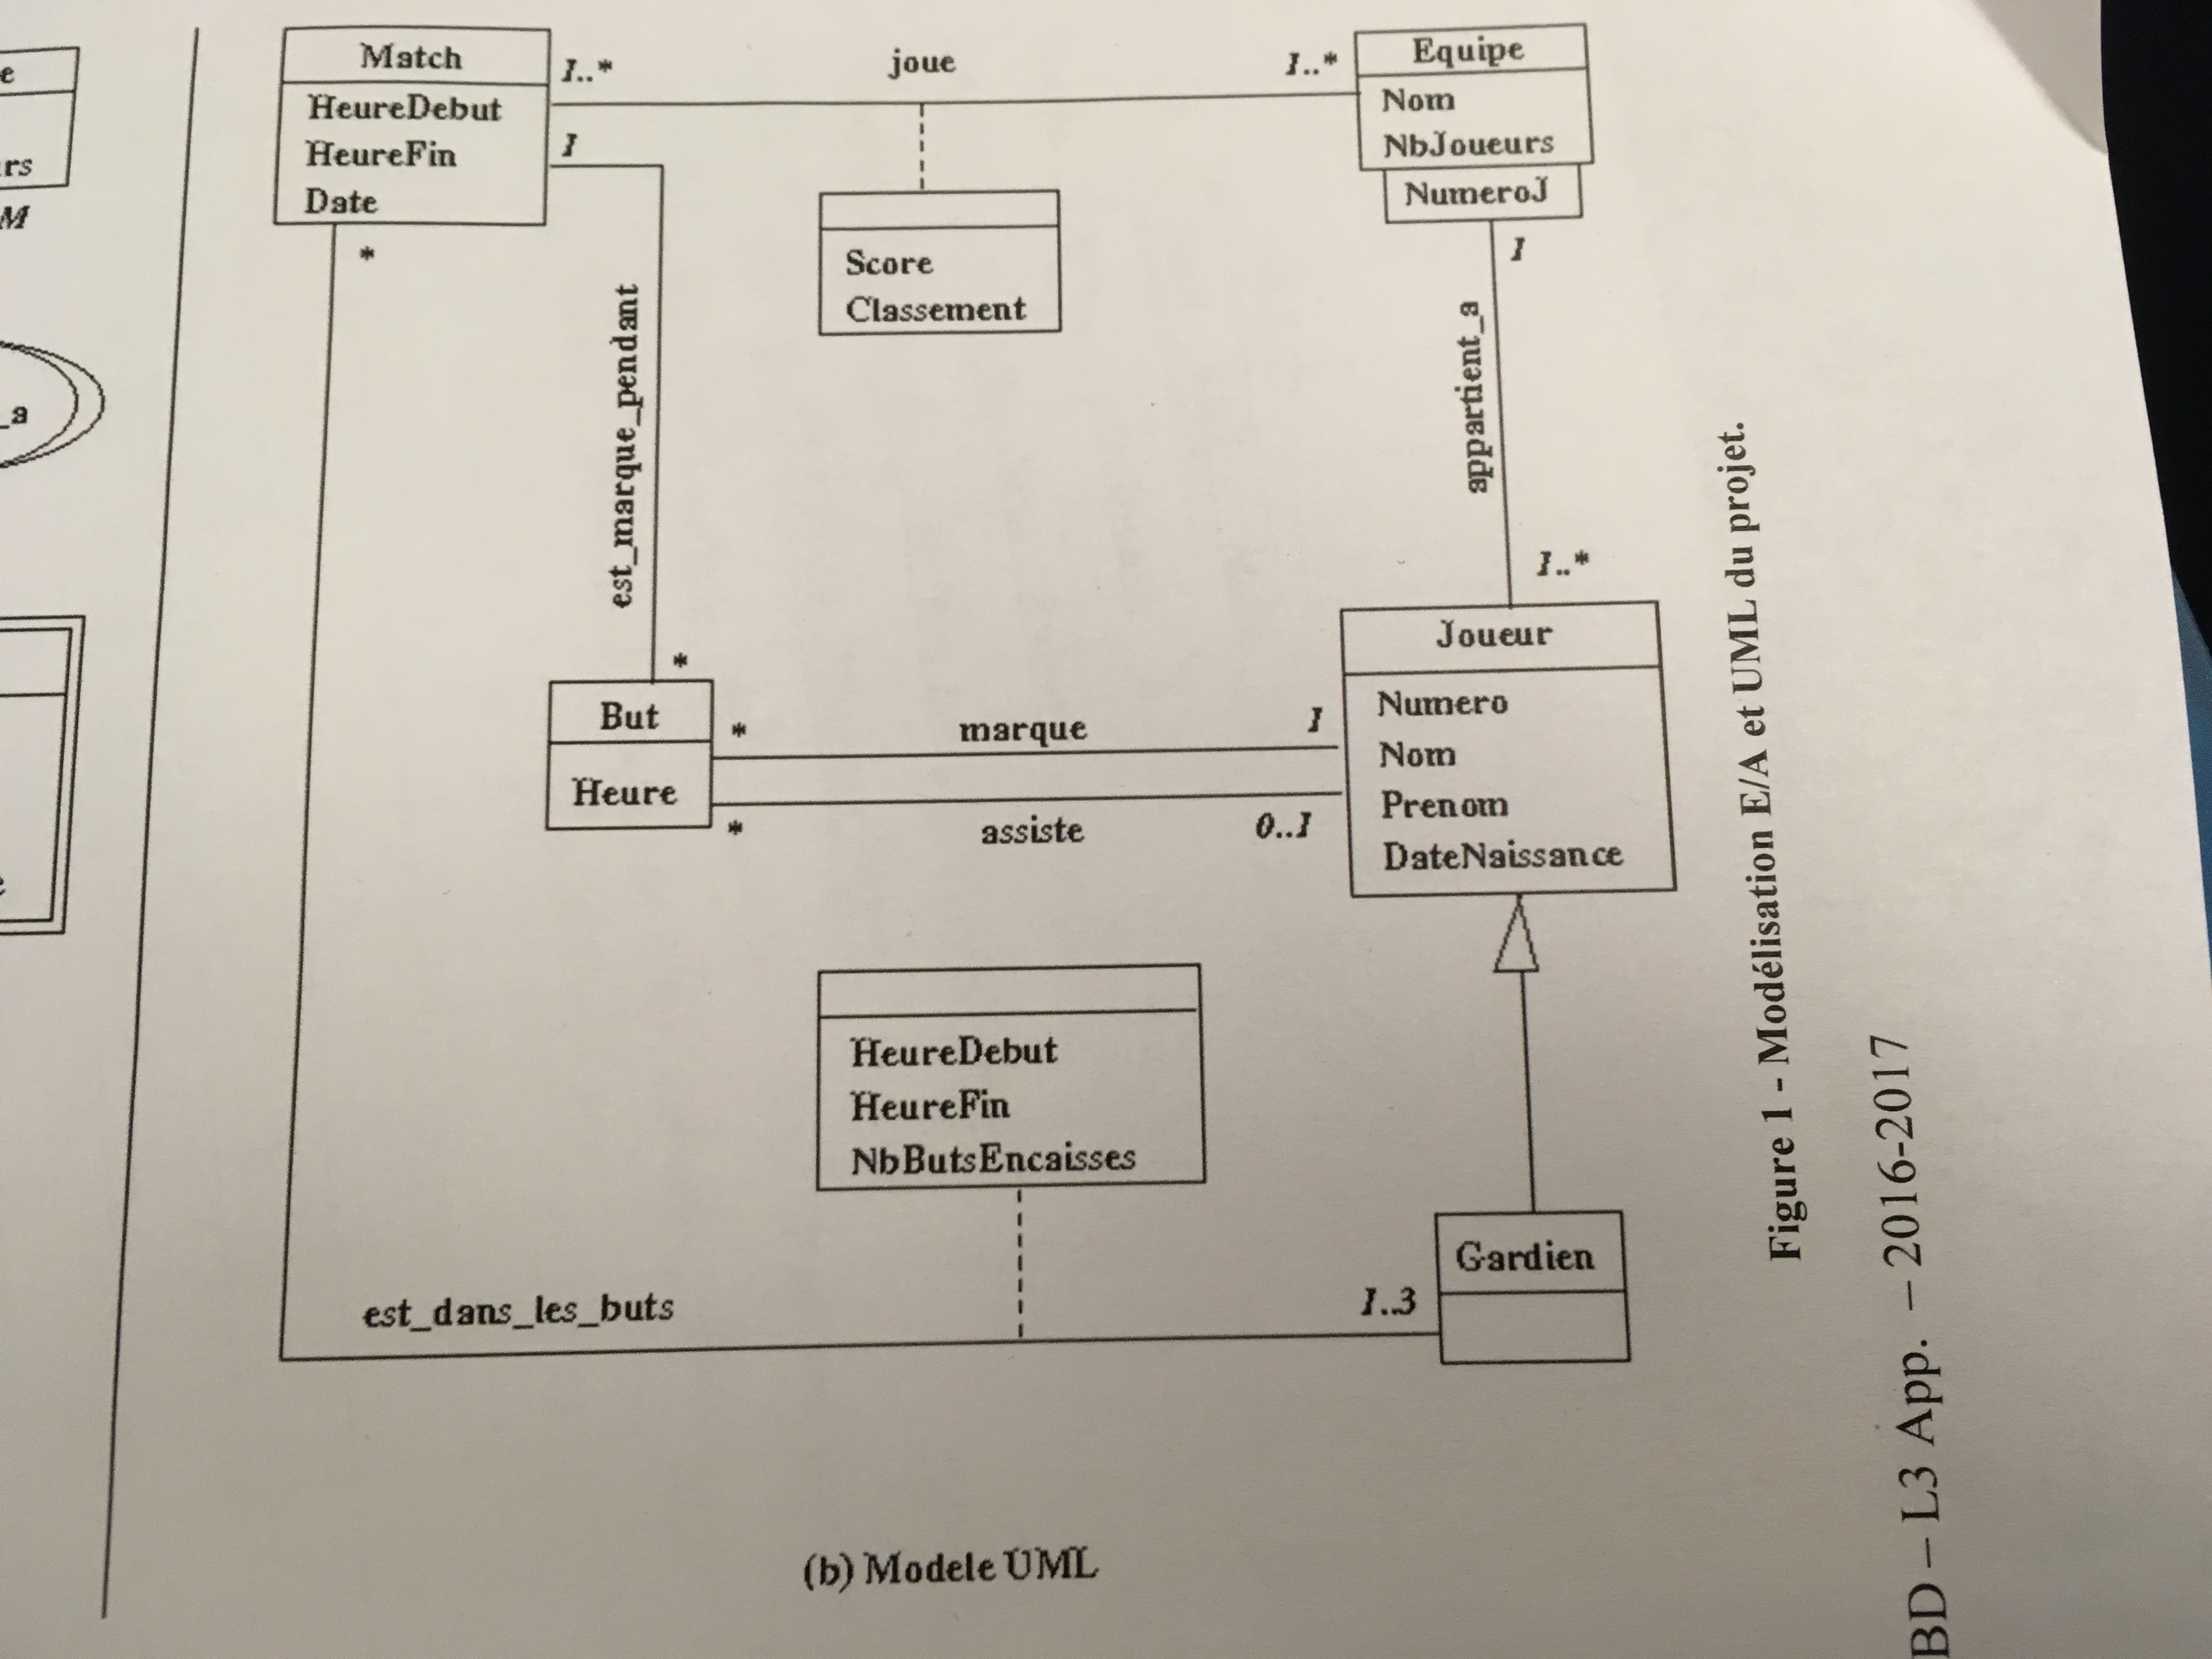 Match
HeureDebut
HeureFin
Date
1..*
joue
1..*
Equipe
Nom
NbJoueurs
NumeroJ
1
Score
Classement
1
est_marque_pendant
appartient_a
*
1..*
But
Heure
*
marque
1
*
assiste
0..1
Joueur
Numero
Nom
Prenom
DateNaissance
*
HeureDebut
HeureFin
NbButsEncaisses
est_dans_les_buts
1..3
Gardien
(b) Modele UML
Figure 1 - Modélisation E/A et UML du projet.
BD – L3 App. – 2016-2017
rs
M
_a
e